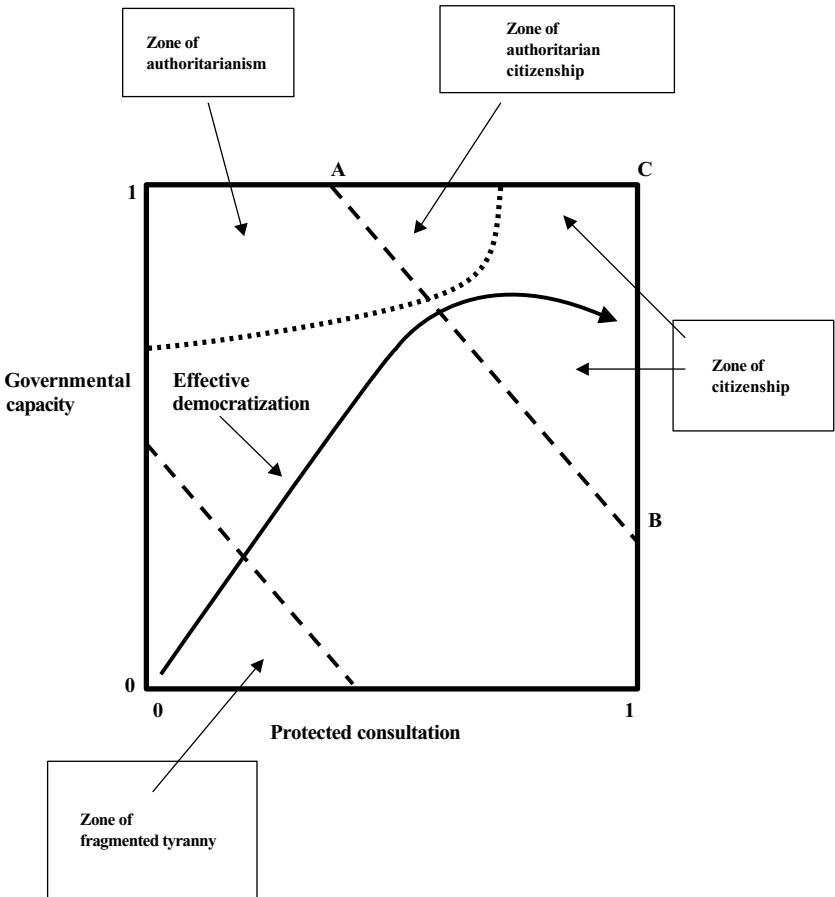 Zone of
authoritarianism
Zone of
authoritarian
citizenship
A
C
1
Zone of
citizenship
Governmental
capacity
Effective
democratization
B
0
0
1
Protected consultation
Zone of
fragmented tyranny